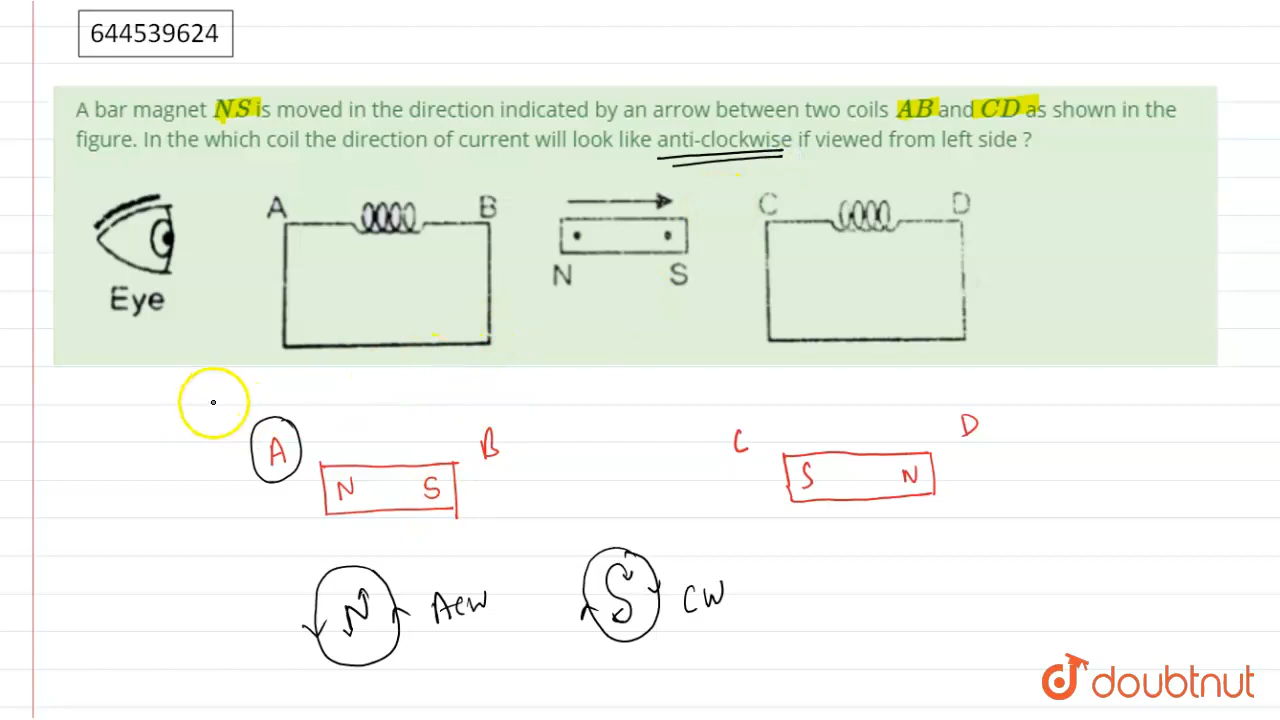 644539624
A bar magnet NS is moved in the direction indicated by an arrow between two coils AB and CD as shown in the
figure. In the which coil the direction of current will look like anti-clockwise if viewed from left side ?
A B C D
N S
Eye
A B C D
N S S N
N ACW S CW
doubtnut